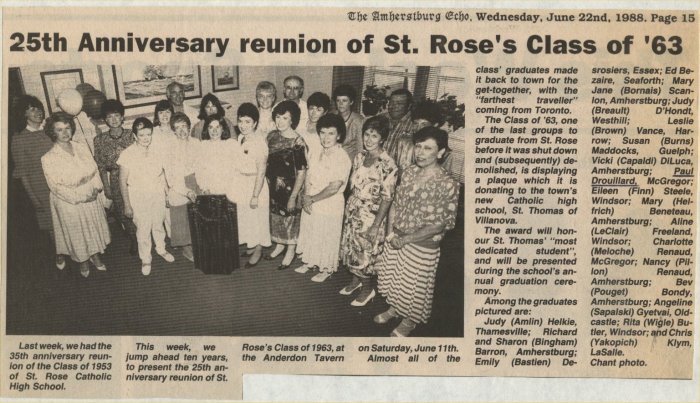 The Amherstburg Echo, Wednesday, June 22nd, 1988. Page 15
25th Anniversary reunion of St. Rose's Class of '63
Last week, we had the
35th anniversary reun-
ion of the Class of 1953
of St. Rose Catholic
High School.
This week, we
jump ahead ten years,
to present the 25th an-
niversary reunion of St.
Rose's Class of 1963, at
the Anderdon Tavern
on Saturday, June 11th.
Almost all of the
class' graduates made
it back to town for the
get-together, with the
"farthest traveller"
coming from Toronto.
The Class of '63, one
of the last groups to
graduate from St. Rose
before it was shut down
and (subsequently) de-
molished, is displaying
a plaque which it is
donating to the town's
new Catholic high
school, St. Thomas of
Villanova.
The award will hon-
our St. Thomas' "most
dedicated student",
and will be presented
during the school's an-
nual graduation cere-
mony.
Among the graduates
pictured are:
Judy (Amlin) Helkie,
Thamesville; Richard
and Sharon (Bingham)
Barron, Amherstburg;
Emily (Bastien) De-
srosiers, Essex; Ed Be-
zaire, Seaforth; Mary
Jane (Bornais) Scan-
lon, Amherstburg; Judy
(Breault) D'Hondt,
Westhill; Leslie
(Brown) Vance, Har-
row; Susan (Burns)
Maddocks, Guelph;
Vicki (Capaldi) DiLuca,
Amherstburg; Paul
Drouillard, McGregor;
Eileen (Finn) Steele,
Windsor; Mary (Hel-
frich) Beneteau,
Amherstburg; Aline
(LeClair) Freeland,
Windsor; Charlotte
(Meloche) Renaud,
McGregor; Nancy (Pil-
lon) Renaud,
Amherstburg; Bev
(Pouget) Bondy,
Amherstburg; Angeline
(Sapalski) Gyetvai, Old-
castle; Rita (Wigle) But-
tler, Windsor; and Chris
(Yakopich) Klym,
LaSalle.
Chant photo.